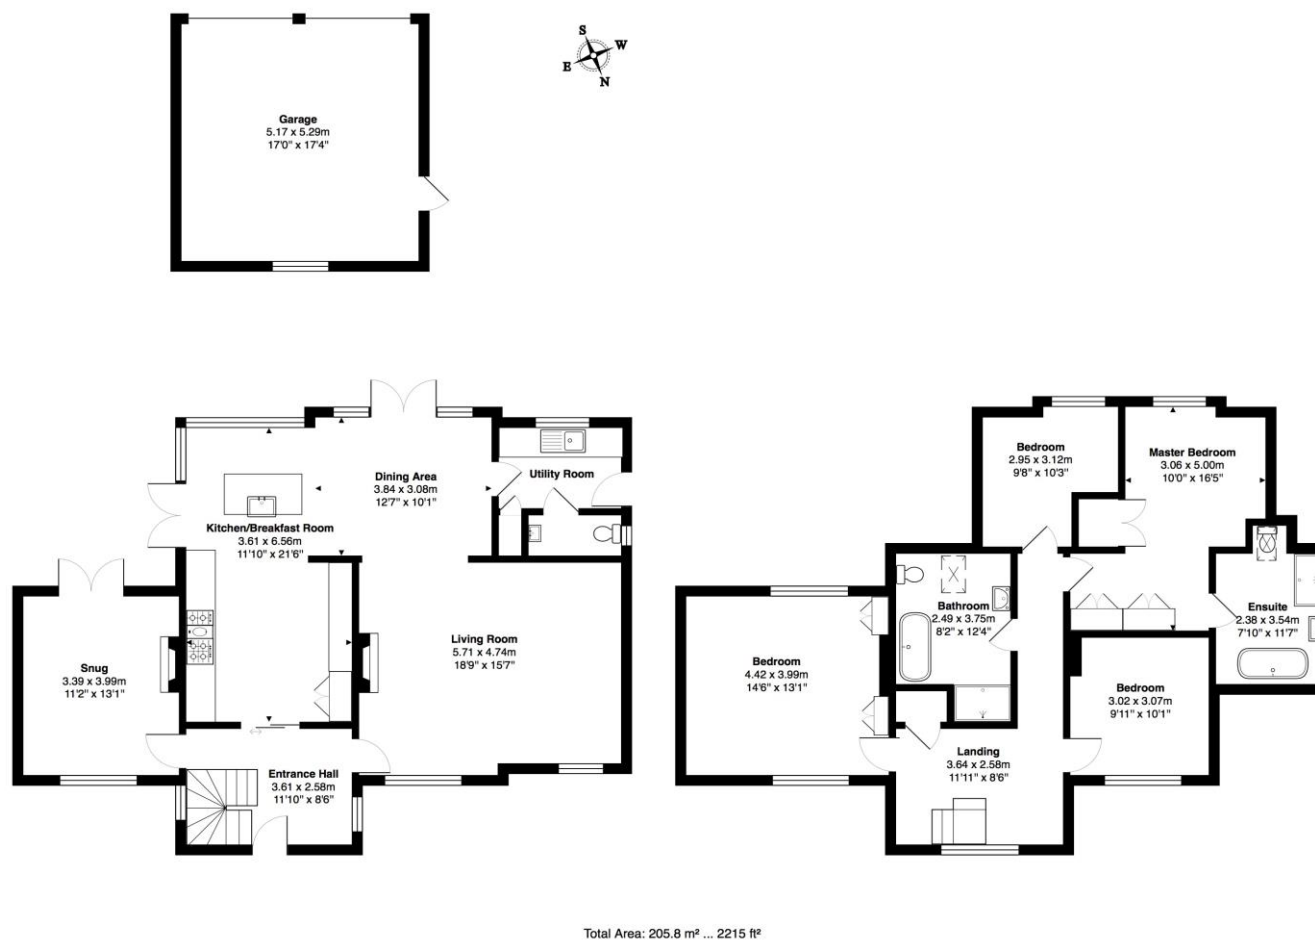 S
W
E
N
Garage
5.17 x 5.29m
17'0" x 17'4"
Dining Area
3.84 x 3.08m
12'7" x 10'1"
Utility Room
Kitchen/Breakfast Room
3.61 x 6.56m
11'10" x 21'6"
Living Room
5.71 x 4.74m
18'9" x 15'7"
Snug
3.39 x 3.99m
11'2" x 13'1"
Entrance Hall
3.61 x 2.58m
11'10" x 8'6"
Bedroom
2.95 x 3.12m
9'8" x 10'3"
Master Bedroom
3.06 x 5.00m
10'0" x 16'5"
Bathroom
2.49 x 3.75m
8'2" x 12'4"
Ensuite
2.38 x 3.54m
7'10" x 11'7"
Bedroom
4.42 x 3.99m
14'6" x 13'1"
Bedroom
3.02 x 3.07m
9'11" x 10'1"
Landing
3.64 x 2.58m
11'11" x 8'6"
Total Area: 205.8 m² ... 2215 ft²